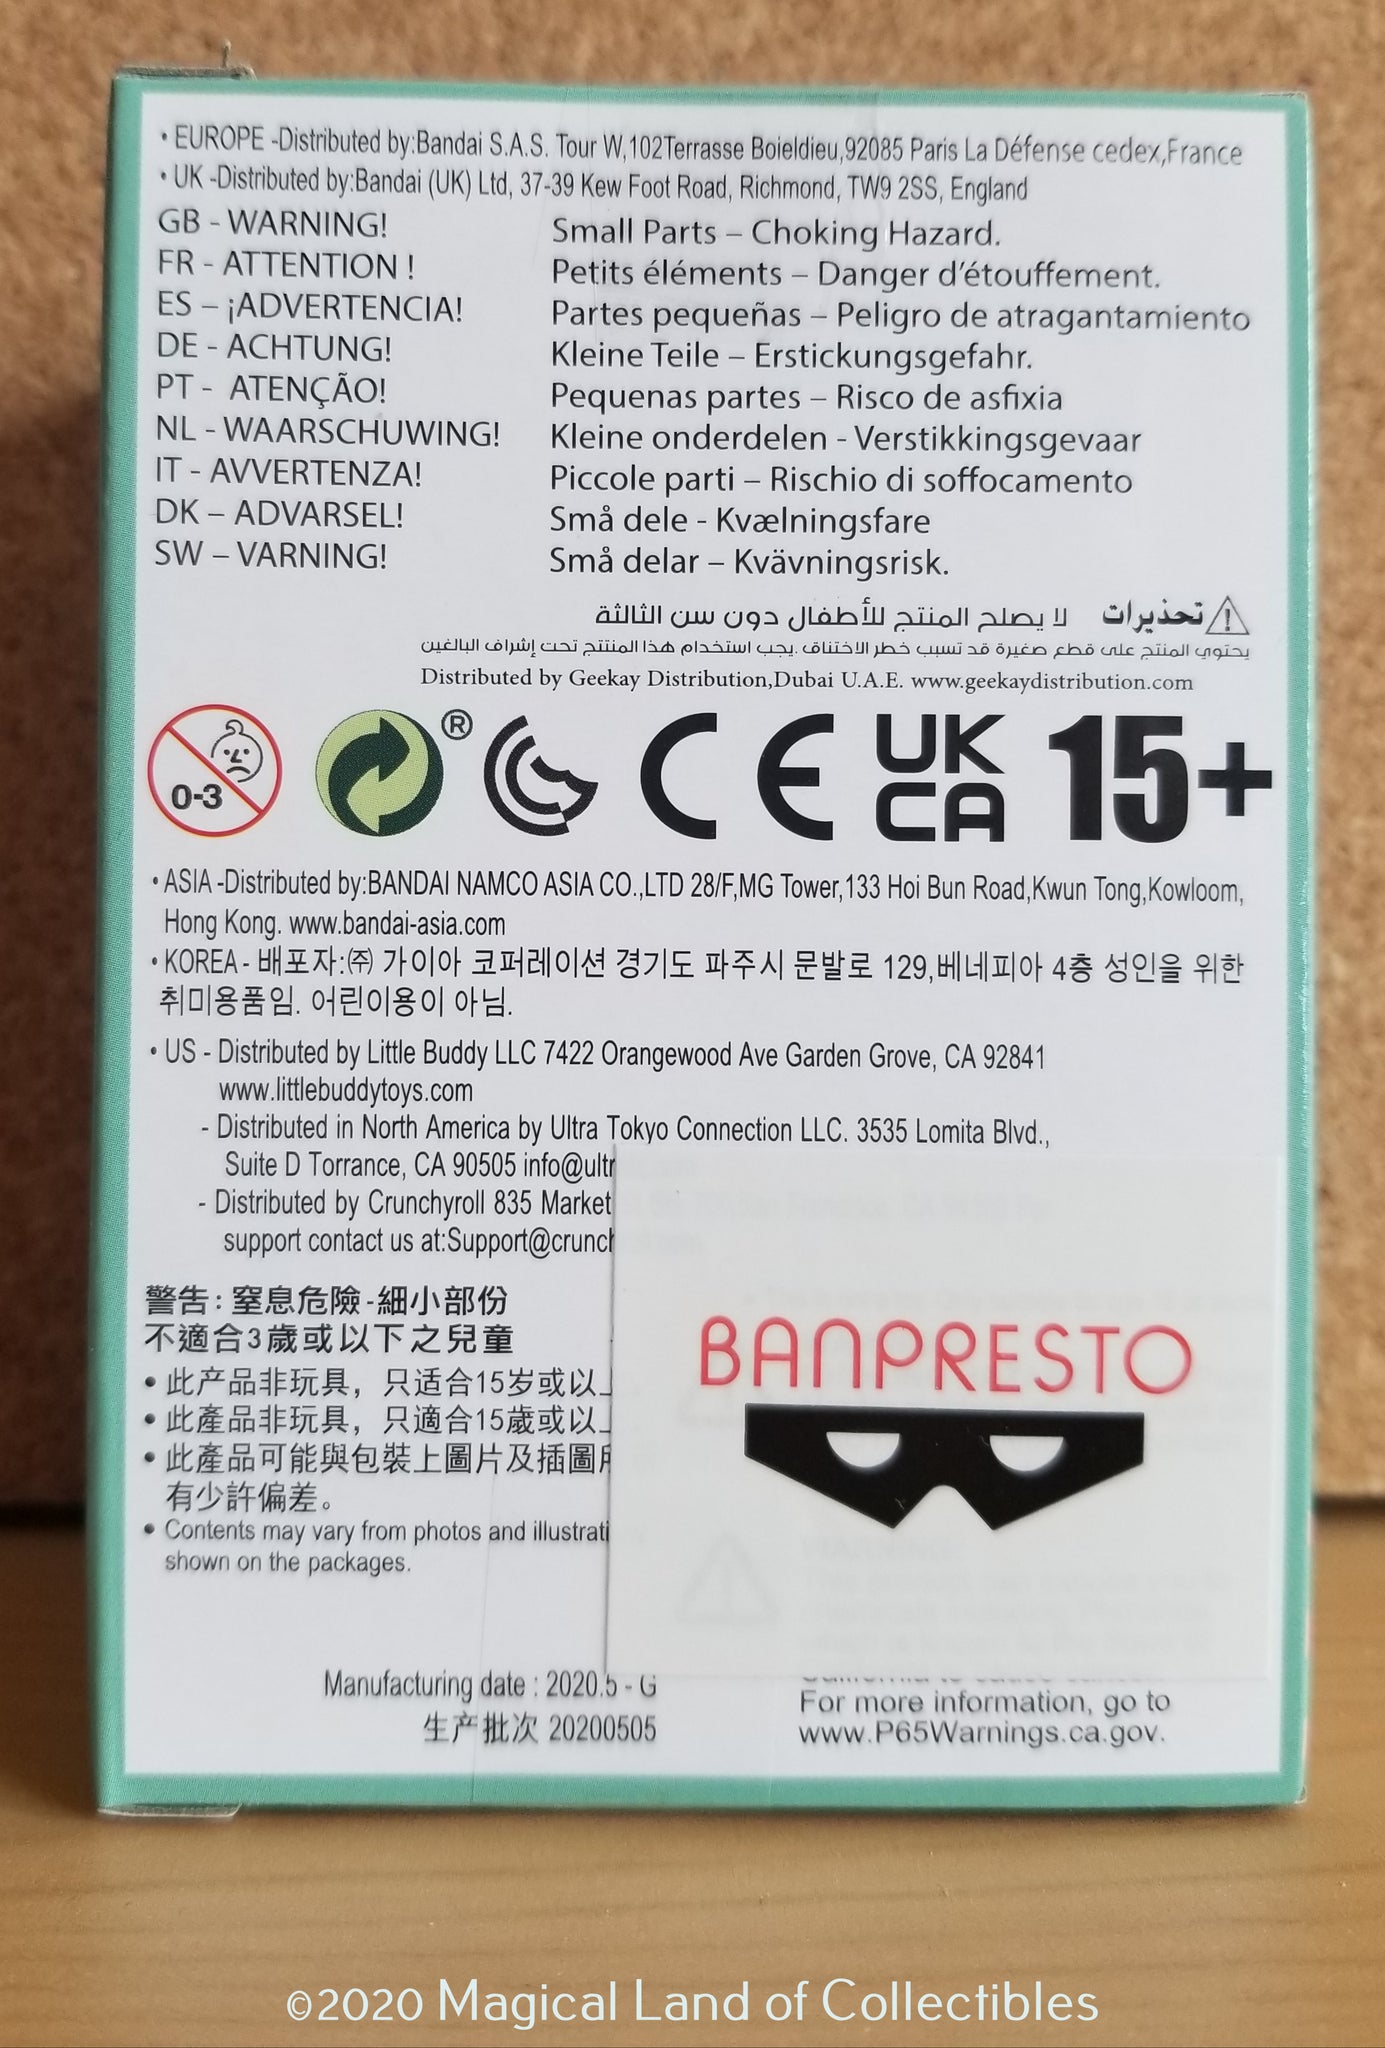 • EUROPE -Distributed by:Bandai S.A.S. Tour W,102Terrasse Boieldieu,92085 Paris La Défense cedex,France
• UK -Distributed by:Bandai (UK) Ltd, 37-39 Kew Foot Road, Richmond, TW9 2SS, England
GB - WARNING! Small Parts – Choking Hazard.
FR - ATTENTION ! Petits éléments – Danger d'étouffement.
ES – ¡ADVERTENCIA! Partes pequeñas – Peligro de atragantamiento
DE - ACHTUNG! Kleine Teile – Erstickungsgefahr.
PT - ATENÇÃO! Pequenas partes – Risco de asfixia
NL - WAARSCHUWING! Kleine onderdelen - Verstikkingsgevaar
IT - AVVERTENZA! Piccole parti – Rischio di soffocamento
DK – ADVARSEL! Små dele - Kvælningsfare
SW – VARNING! Små delar – Kvävningsrisk.
تحذيرات لا يصلح المنتج للأطفال دون سن الثالثة
يحتوي المنتج على قطع صغيرة قد تسبب خطر الاختناق .يجب استخدام هذا المنتج تحت إشراف البالغين
Distributed by Geekay Distribution,Dubai U.A.E. www.geekaydistribution.com
0-3 ® CE UK CA 15+
• ASIA -Distributed by:BANDAI NAMCO ASIA CO.,LTD 28/F,MG Tower,133 Hoi Bun Road,Kwun Tong,Kowloom,
Hong Kong. www.bandai-asia.com
• KOREA - 배포자:㈜ 가이아 코퍼레이션 경기도 파주시 문발로 129,베네피아 4층 성인을 위한
취미용품임. 어린이용이 아님.
• US - Distributed by Little Buddy LLC 7422 Orangewood Ave Garden Grove, CA 92841
www.littlebuddytoys.com
- Distributed in North America by Ultra Tokyo Connection LLC. 3535 Lomita Blvd.,
Suite D Torrance, CA 90505 info@ultr
- Distributed by Crunchyroll 835 Market
support contact us at:Support@crunch
警告: 窒息危險-細小部份
不適合3歲或以下之兒童
• 此产品非玩具，只适合15岁或以上
• 此產品非玩具，只適合15歲或以上
• 此產品可能與包裝上圖片及插圖所
有少許偏差。
• Contents may vary from photos and illustrati
shown on the packages.
BANPRESTO
Manufacturing date : 2020.5 - G
生产批次 20200505
For more information, go to
www.P65Warnings.ca.gov.
©2020 Magical Land of Collectibles